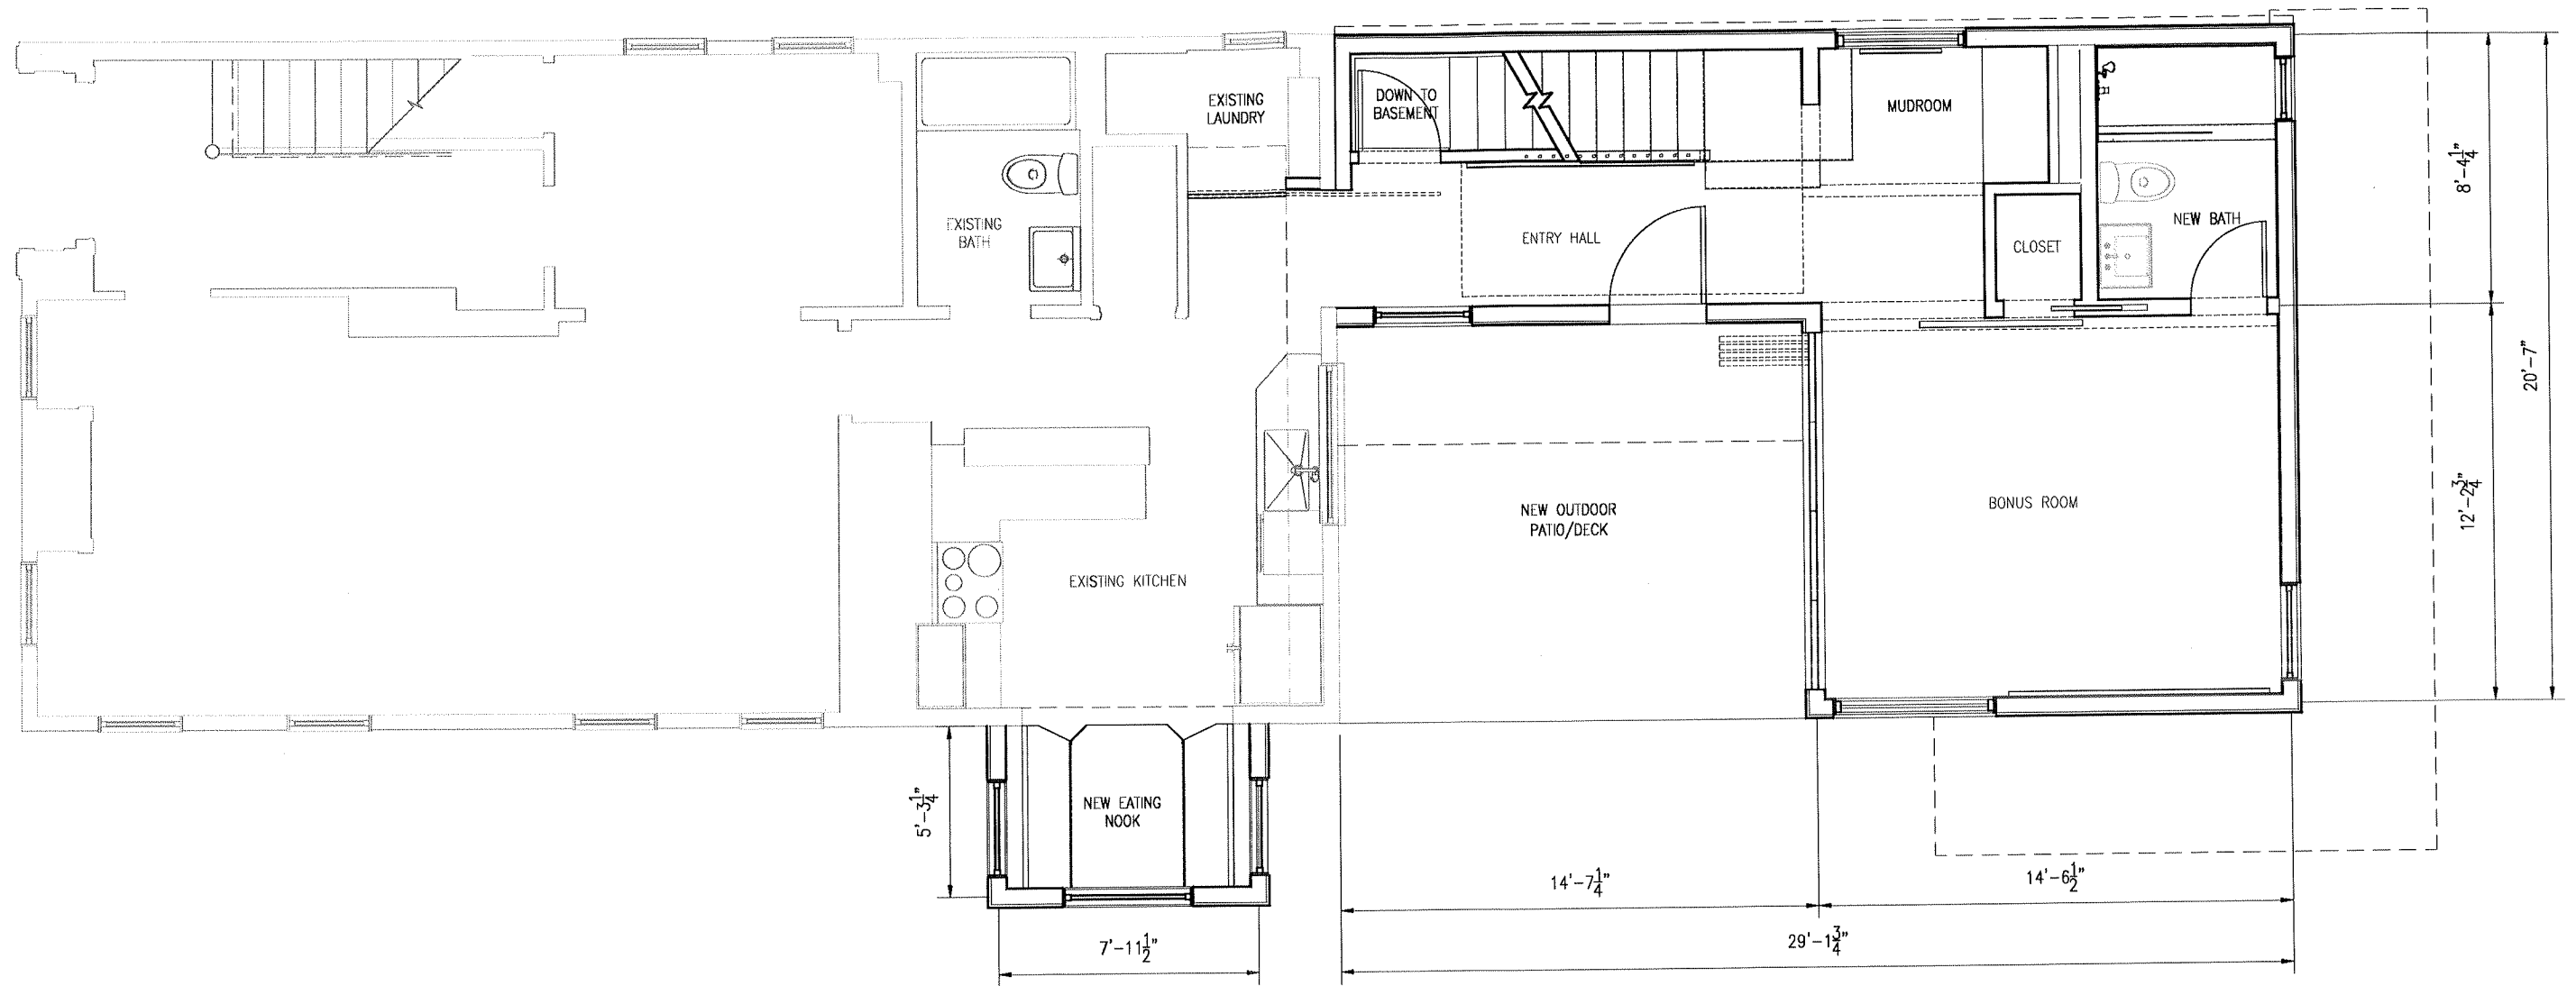 EXISTING
LAUNDRY
DOWN TO
BASEMENT
MUDROOM
8'-4¼"
EXISTING
BATH
ENTRY HALL
CLOSET
NEW BATH
20'-7"
12'-2¾"
NEW OUTDOOR
PATIO/DECK
BONUS ROOM
EXISTING KITCHEN
5'-3¼"
NEW EATING
NOOK
14'-7¼"
14'-6½"
7'-11½"
29'-1¾"